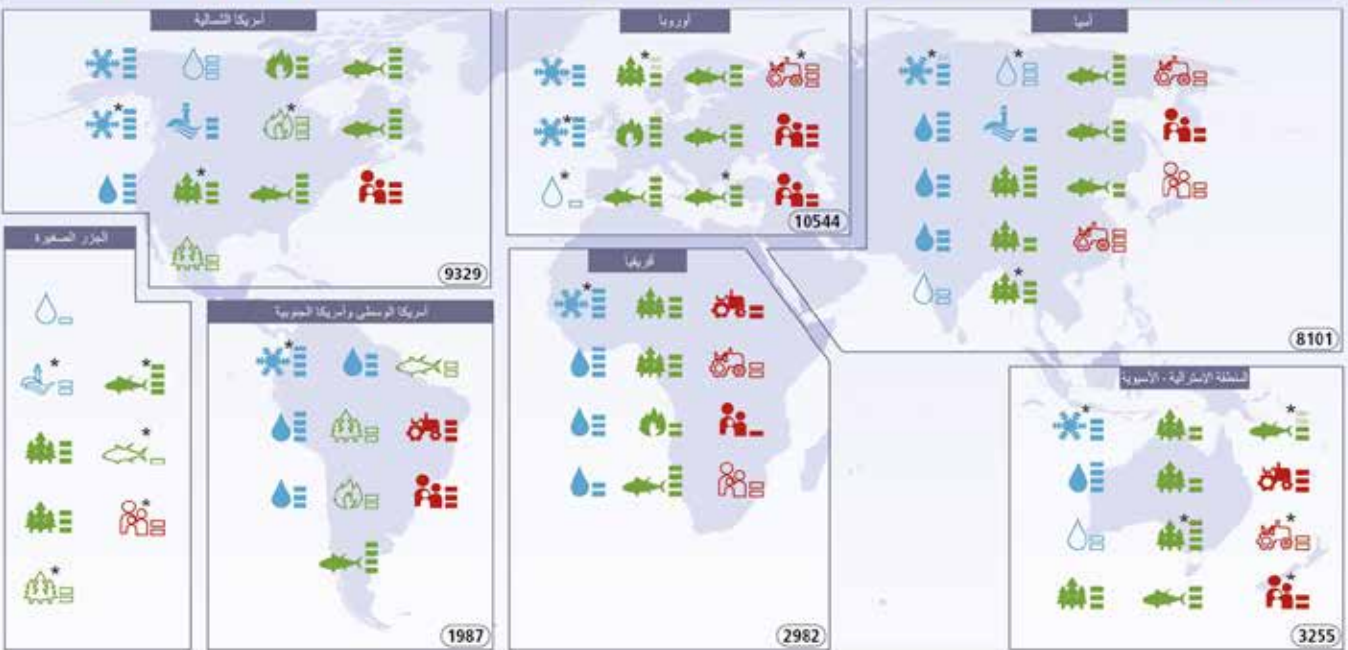 أمريكا الشمالية
9329
أوروبا
10544
آسيا
8101
الجزر الصغيرة
أمريكا الوسطى وأمريكا الجنوبية
1987
أفريقيا
2982
المنطقة الاسترالية - الآسيوية
3255